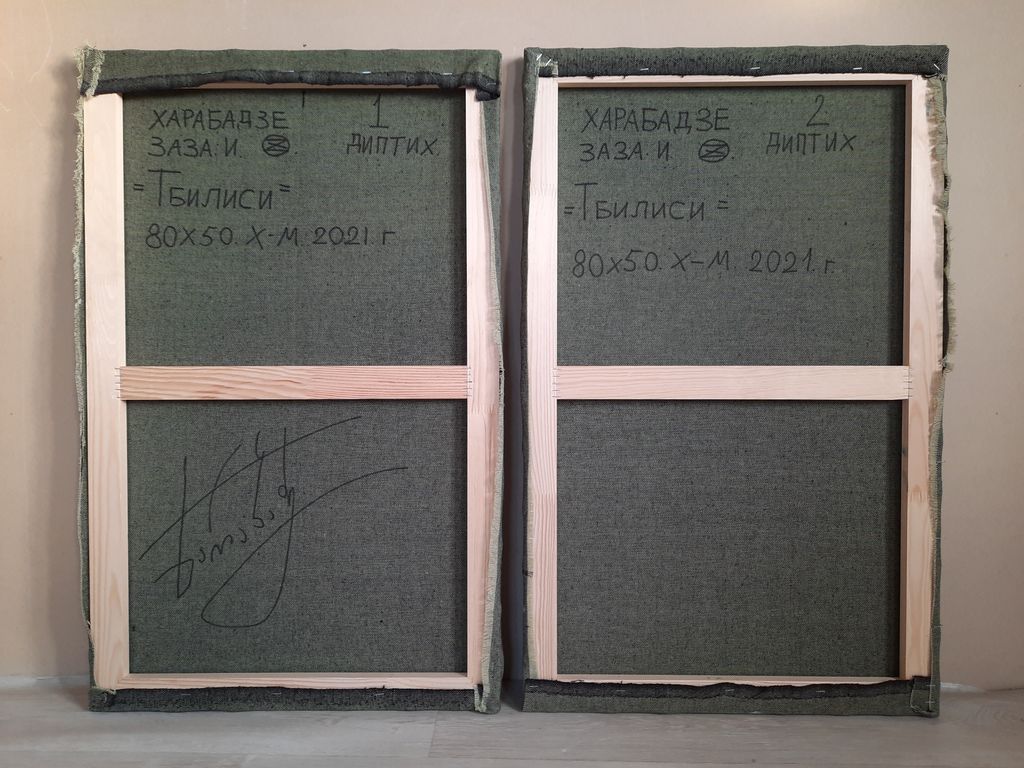 ХАРАБАДЗЕ 1
ЗАЗА. И. ДИПТИХ.
"Тбилиси"
80х50. Х-М. 2021. г
ХАРАБАДЗЕ 2
ЗАЗА. И. ДИПТИХ
"Тбилиси"
80х50. Х-М 2021. г.